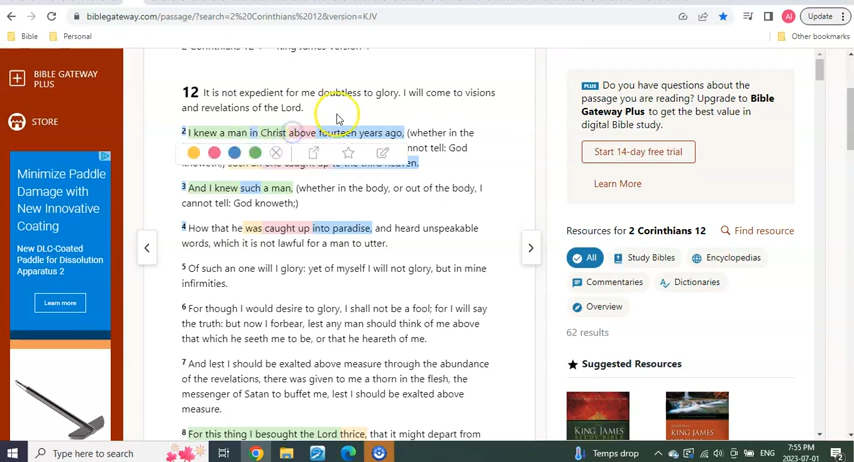 biblegateway.com/passage/?search=2%20Corinthians%2012&version=KJV
AI
Update
Bible
Personal
Other bookmarks
BIBLE GATEWAY
PLUS
STORE
Minimize Paddle
Damage with
New Innovative
Coating
New DLC-Coated
Paddle for Dissolution
Apparatus 2
Learn more
12 It is not expedient for me doubtless to glory. I will come to visions
and revelations of the Lord.
2 I knew a man in Christ above fourteen years ago, (whether in the
nnot tell: God
heaven.
3 And I knew such a man, (whether in the body, or out of the body, I
cannot tell: God knoweth;)
4 How that he was caught up into paradise, and heard unspeakable
words, which it is not lawful for a man to utter.
5 Of such an one will I glory: yet of myself I will not glory, but in mine
infirmities.
6 For though I would desire to glory, I shall not be a fool; for I will say
the truth: but now I forbear, lest any man should think of me above
that which he seeth me to be, or that he heareth of me.
7 And lest I should be exalted above measure through the abundance
of the revelations, there was given to me a thorn in the flesh, the
messenger of Satan to buffet me, lest I should be exalted above
measure.
8 For this thing I besought the Lord thrice, that it might depart from
PLUS Do you have questions about the
passage you are reading? Upgrade to Bible
Gateway Plus to get the best value in
digital Bible study.
Start 14-day free trial
Learn More
Resources for 2 Corinthians 12
Find resource
All
Study Bibles
Encyclopedias
Commentaries
Dictionaries
Overview
62 results
Suggested Resources
KING JAMES
KING JAMES
Type here to search
Temps drop
ENG
7:55 PM
2023-07-01
2